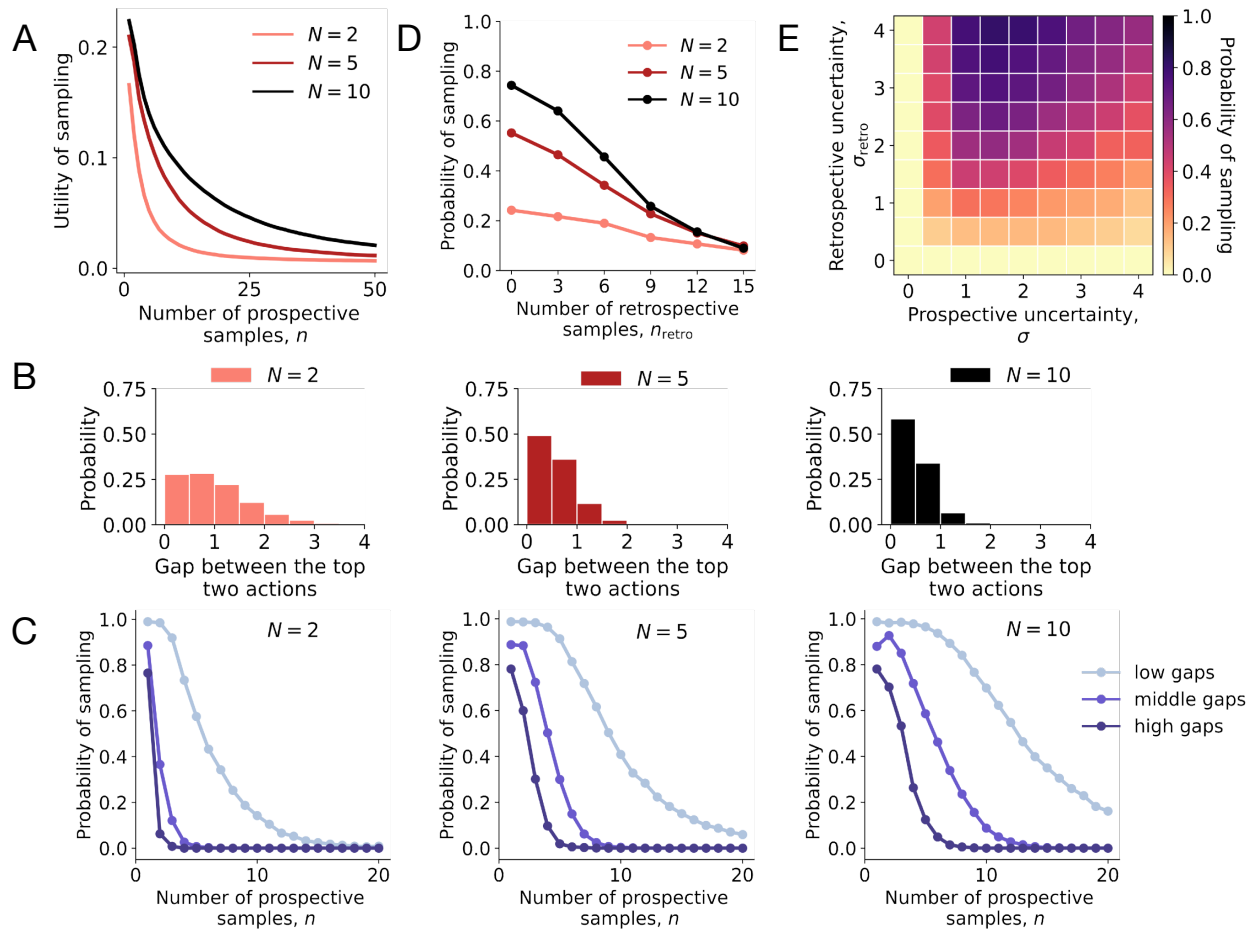 A
Utility of sampling
0.2
0.1
0.0
N = 2
N = 5
N = 10
1
25
50
Number of prospective
samples, n
D
Probability of sampling
1.0
0.8
0.6
0.4
0.2
0.0
N = 2
N = 5
N = 10
0 3 6 9 12 15
Number of retrospective
samples, n_retro
E
Retrospective uncertainty,
σ_retro
4
3
2
1
0
0 1 2 3 4
Prospective uncertainty,
σ
1.0
0.8
0.6
0.4
0.2
0.0
Probability of sampling
B
N = 2
Probability
0.75
0.50
0.25
0.00
0 1 2 3 4
Gap between the top
two actions
N = 5
Probability
0.75
0.50
0.25
0.00
0 1 2 3 4
Gap between the top
two actions
N = 10
Probability
0.75
0.50
0.25
0.00
0 1 2 3 4
Gap between the top
two actions
C
Probability of sampling
1.0
0.8
0.6
0.4
0.2
0.0
N = 2
0 10 20
Number of prospective
samples, n
Probability of sampling
1.0
0.8
0.6
0.4
0.2
0.0
N = 5
0 10 20
Number of prospective
samples, n
Probability of sampling
1.0
0.8
0.6
0.4
0.2
0.0
N = 10
0 10 20
Number of prospective
samples, n
low gaps
middle gaps
high gaps